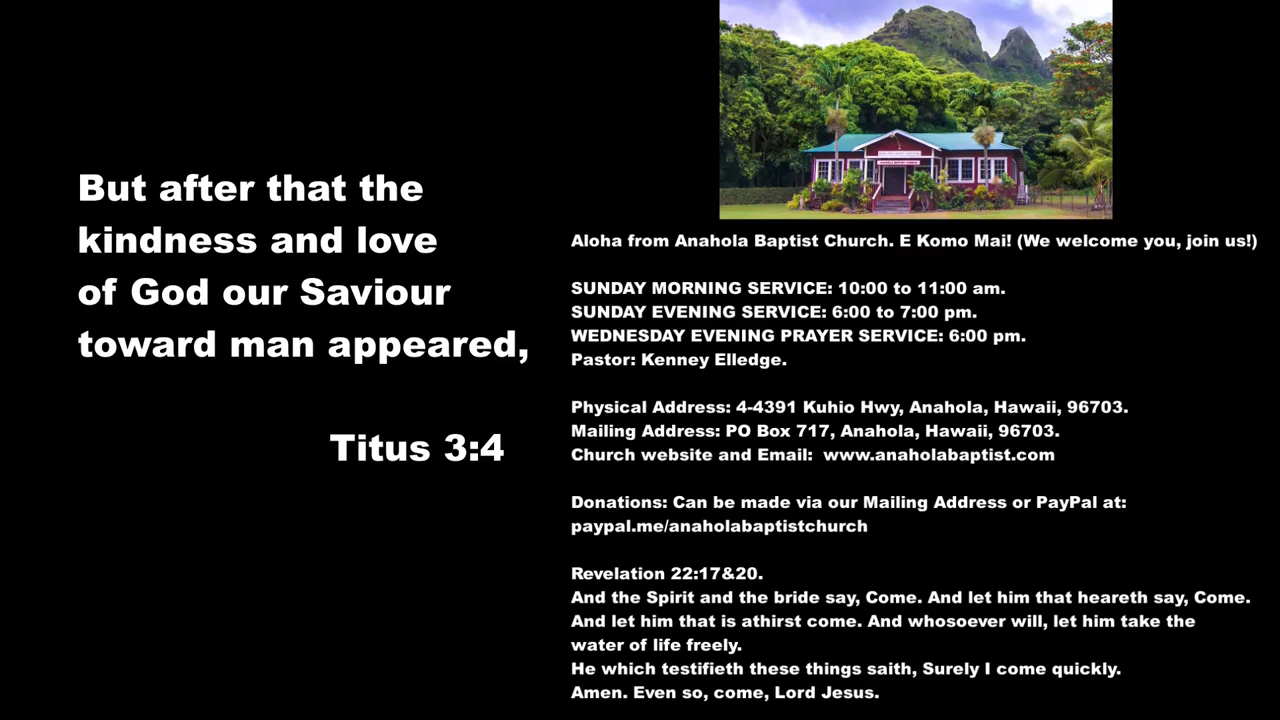 But after that the
kindness and love
of God our Saviour
toward man appeared,
Titus 3:4
Aloha from Anahola Baptist Church. E Komo Mai! (We welcome you, join us!)
SUNDAY MORNING SERVICE: 10:00 to 11:00 am.
SUNDAY EVENING SERVICE: 6:00 to 7:00 pm.
WEDNESDAY EVENING PRAYER SERVICE: 6:00 pm.
Pastor: Kenney Elledge.
Physical Address: 4-4391 Kuhio Hwy, Anahola, Hawaii, 96703.
Mailing Address: PO Box 717, Anahola, Hawaii, 96703.
Church website and Email:  www.anaholabaptist.com
Donations: Can be made via our Mailing Address or PayPal at:
paypal.me/anaholabaptistchurch
Revelation 22:17&20.
And the Spirit and the bride say, Come. And let him that heareth say, Come.
And let him that is athirst come. And whosoever will, let him take the
water of life freely.
He which testifieth these things saith, Surely I come quickly.
Amen. Even so, come, Lord Jesus.